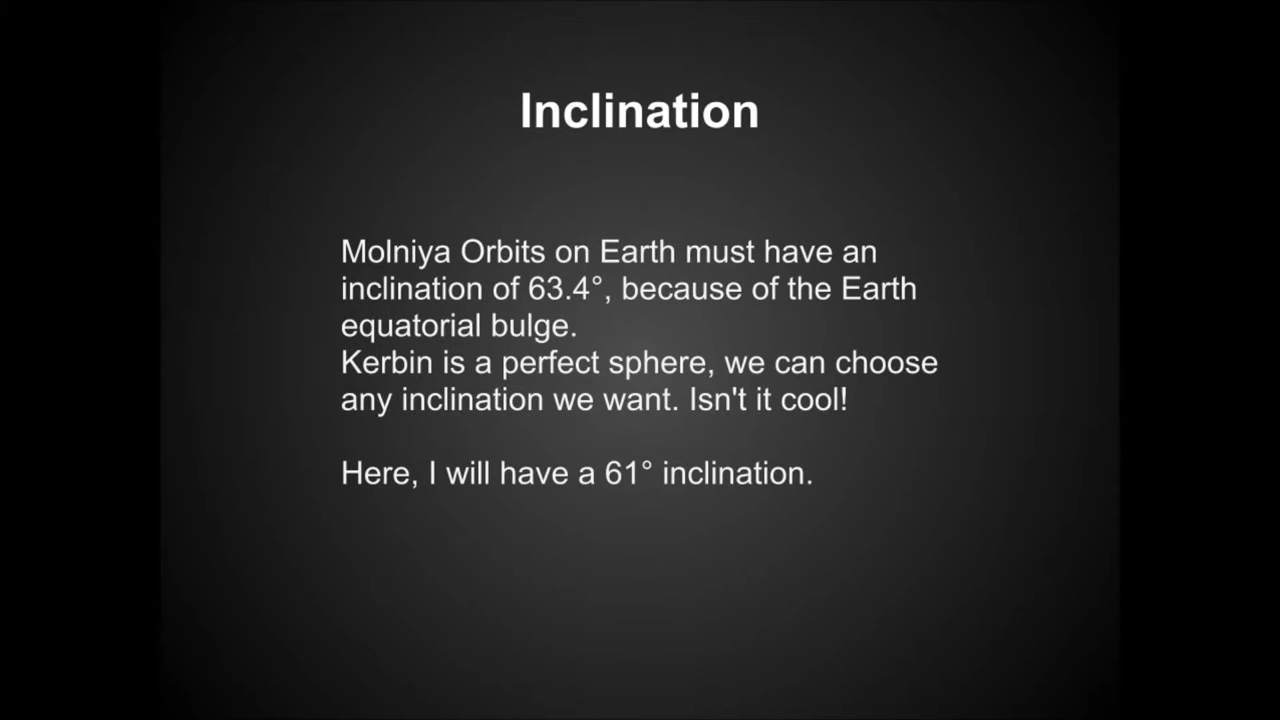 Inclination
Molniya Orbits on Earth must have an
inclination of 63.4°, because of the Earth
equatorial bulge.
Kerbin is a perfect sphere, we can choose
any inclination we want. Isn't it cool!
Here, I will have a 61° inclination.